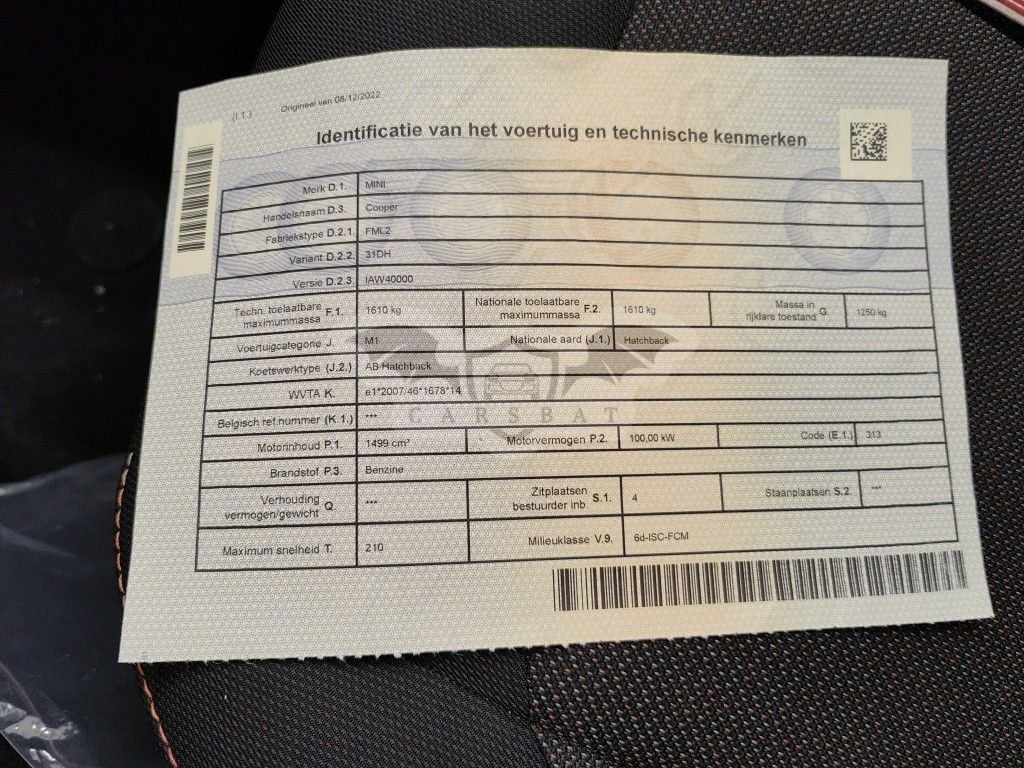 (I.1.) Origineel van 08/12/2022
Identificatie van het voertuig en technische kenmerken
Merk D.1. MINI
Handelsnaam D.3. Cooper
Fabriekstype D.2.1. FML2
Variant D.2.2. 31DH
Versie D.2.3. IAW40000
Techn. toelaatbare maximummassa F.1. 1610 kg Nationale toelaatbare maximummassa F.2. 1610 kg Massa in rijklare toestand G. 1250 kg
Voertuigcategorie J. M1 Nationale aard (J.1.) Hatchback
Koetswerktype (J.2.) AB Hatchback
WVTA K. e1*2007/46*1678*14
CARSBAT
Belgisch ref.nummer (K.1.) ***
Motorinhoud P.1. 1499 cm³ Motorvermogen P.2. 100,00 kW Code (E.1.) 313
Brandstof P.3. Benzine
Verhouding vermogen/gewicht Q. *** Zitplaatsen bestuurder inb. S.1. 4 Staanplaatsen S.2. ***
Maximum snelheid T. 210 Milieuklasse V.9. 6d-ISC-FCM